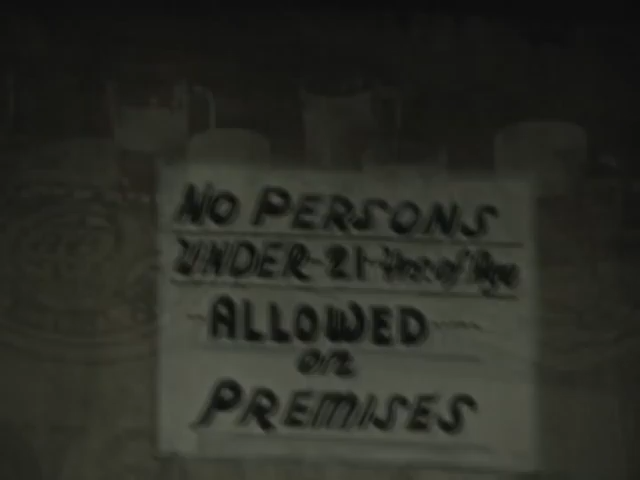 NO PERSONS
UNDER-21-Yrs. of Age
ALLOWED
on
PREMISES